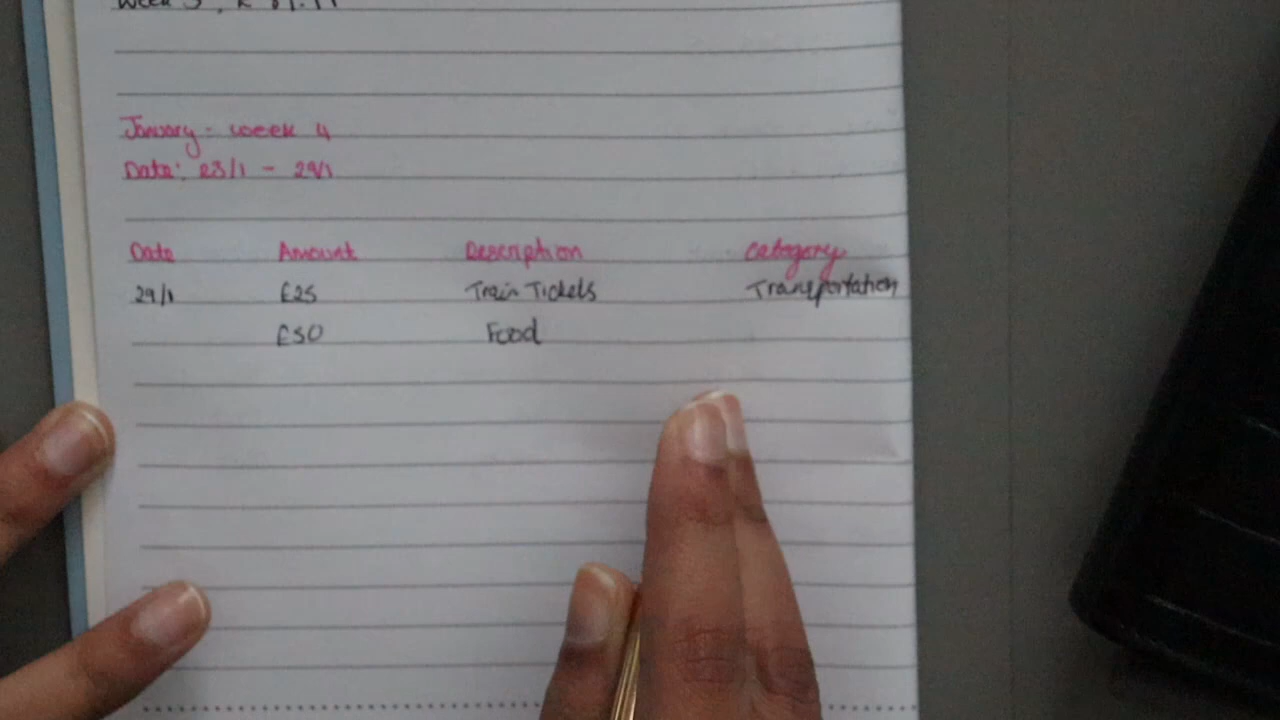 January - week 4
Date: 23/1 - 29/1
Date Amount Description Category
29/1 £25 Train Tickets Transportation
£50 Food